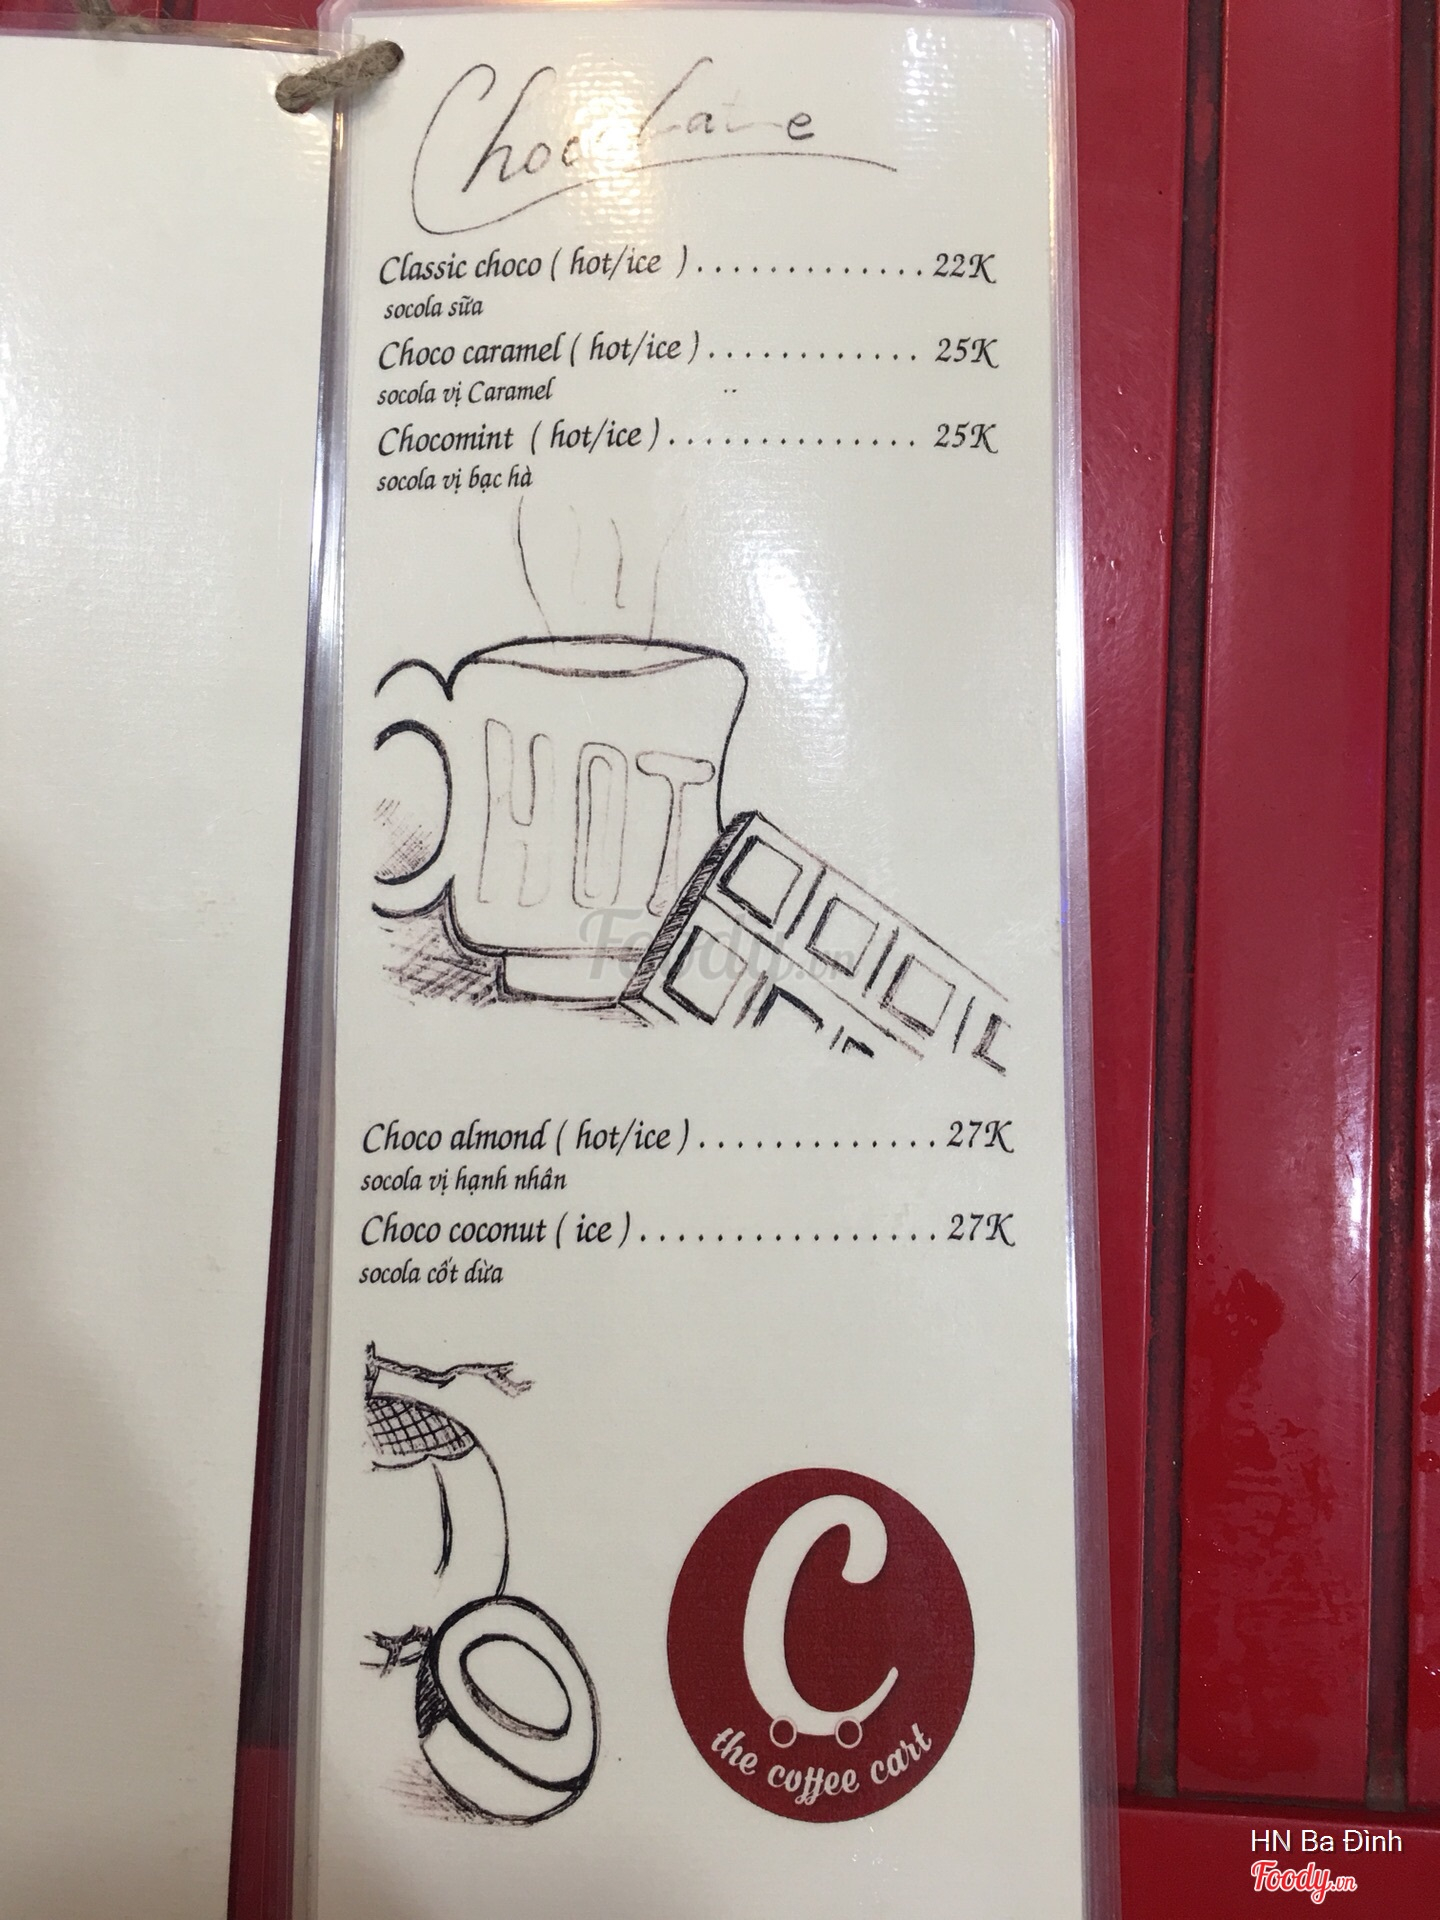 Chocolate
Classic choco ( hot/ice ).............22K
socola sữa
Choco caramel ( hot/ice )............ 25K
socola vị Caramel
Chocomint ( hot/ice ).............. 25K
socola vị bạc hà
HOT
Foody.vn
Choco almond ( hot/ice ).............27K
socola vị hạnh nhân
Choco coconut ( ice )................27K
socola cốt dừa
C
the coffee cart
HN Ba Đình
Foody.vn